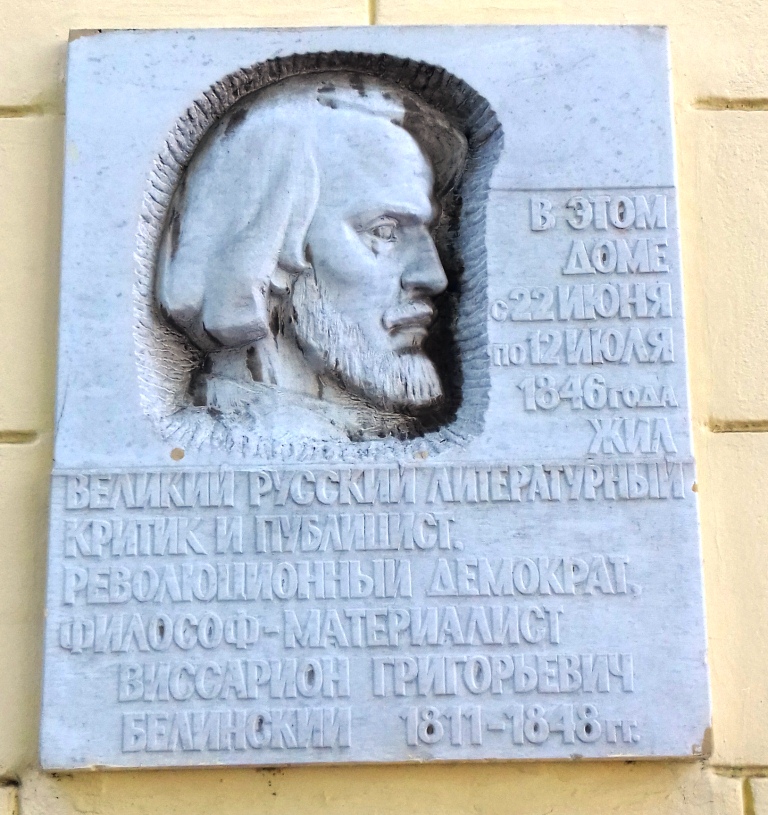 В ЭТОМ
ДОМЕ
с 22 ИЮНЯ
по 12 ИЮЛЯ
1846 года
ЖИЛ
ВЕЛИКИЙ РУССКИЙ ЛИТЕРАТУРНЫЙ
КРИТИК И ПУБЛИЦИСТ.
РЕВОЛЮЦИОННЫЙ ДЕМОКРАТ,
ФИЛОСОФ-МАТЕРИАЛИСТ
ВИССАРИОН ГРИГОРЬЕВИЧ
БЕЛИНСКИЙ 1811-1848 гг.